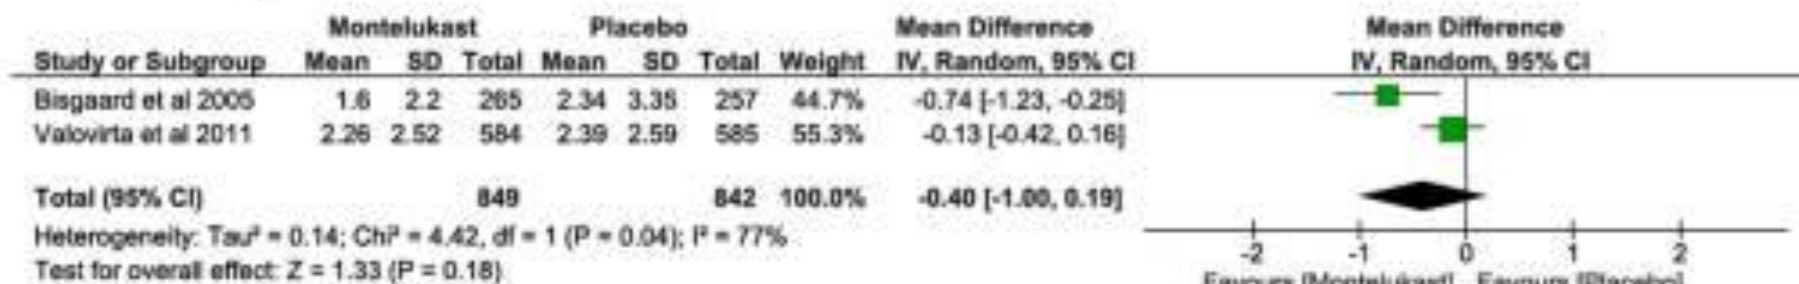 Montelukast Placebo Mean Difference Mean Difference
Study or Subgroup Mean SD Total Mean SD Total Weight IV, Random, 95% CI IV, Random, 95% CI
Bisgaard et al 2005 1.6 2.2 265 2.34 3.35 257 44.7% -0.74 [-1.23, -0.25]
Valovirta et al 2011 2.26 2.52 584 2.39 2.59 585 55.3% -0.13 [-0.42, 0.16]
Total (95% CI) 849 842 100.0% -0.40 [-1.00, 0.19]
Heterogeneity: Tau² = 0.14; Chi² = 4.42, df = 1 (P = 0.04); I² = 77%
Test for overall effect: Z = 1.33 (P = 0.18)
-2 -1 0 1 2
Favours [Montelukast] Favours [Placebo]